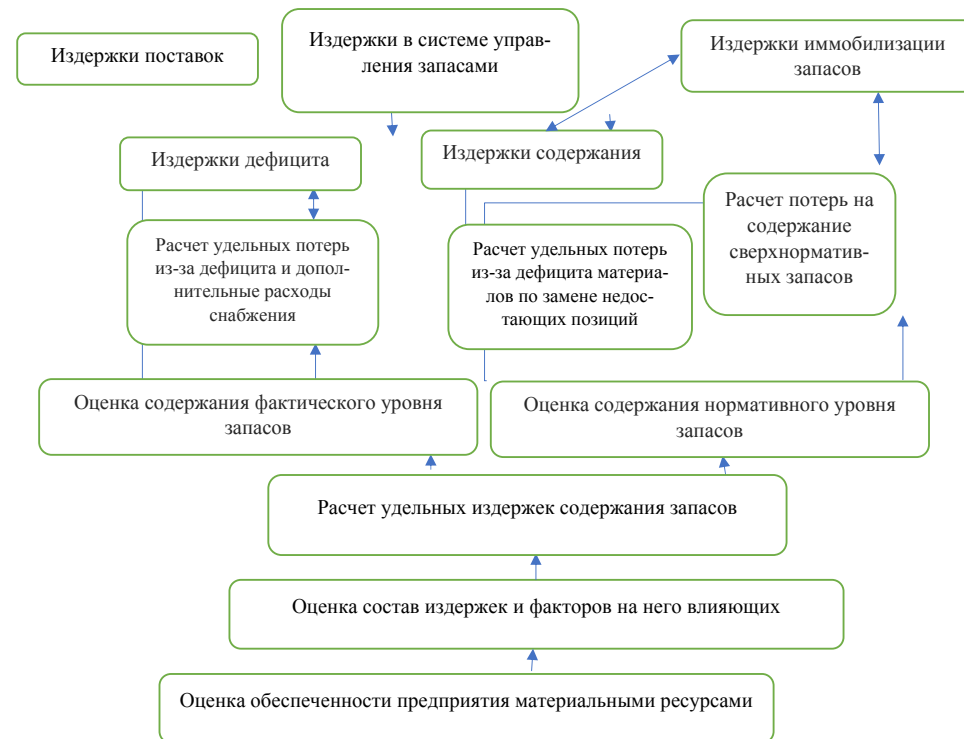 Издержки поставок
Издержки в системе управ-
ления запасами
Издержки иммобилизации
запасов
Издержки дефицита
Издержки содержания
Расчет потерь на
содержание
сверхнорматив-
ных запасов
Расчет удельных потерь
из-за дефицита и допол-
нительные расходы
снабжения
Расчет удельных потерь
из-за дефицита материа-
лов по замене недос-
тающих позиций
Оценка содержания фактического уровня
запасов
Оценка содержания нормативного уровня
запасов
Расчет удельных издержек содержания запасов
Оценка состав издержек и факторов на него влияющих
Оценка обеспеченности предприятия материальными ресурсами